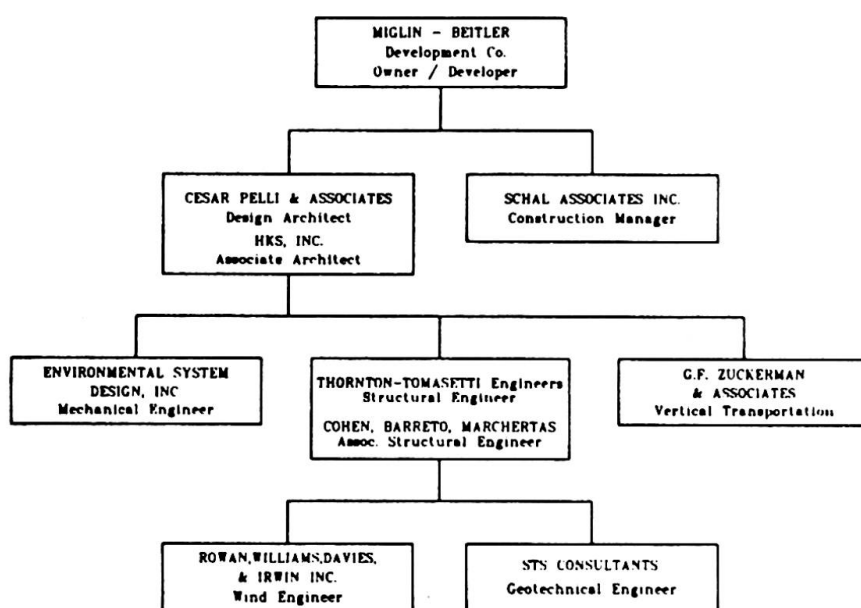 MIGLIN - BEITLER
Development Co.
Owner / Developer
CESAR PELLI & ASSOCIATES
Design Architect
HKS, INC.
Associate Architect
SCHAL ASSOCIATES INC.
Construction Manager
ENVIRONMENTAL SYSTEM
DESIGN, INC
Mechanical Engineer
THORNTON-TOMASETTI Engineers
Structural Engineer
COHEN, BARRETO, MARCHERTAS
Assoc. Structural Engineer
G.F. ZUCKERMAN
& ASSOCIATES
Vertical Transportation
ROWAN,WILLIAMS,DAVIES,
& IRWIN INC.
Wind Engineer
STS CONSULTANTS
Geotechnical Engineer